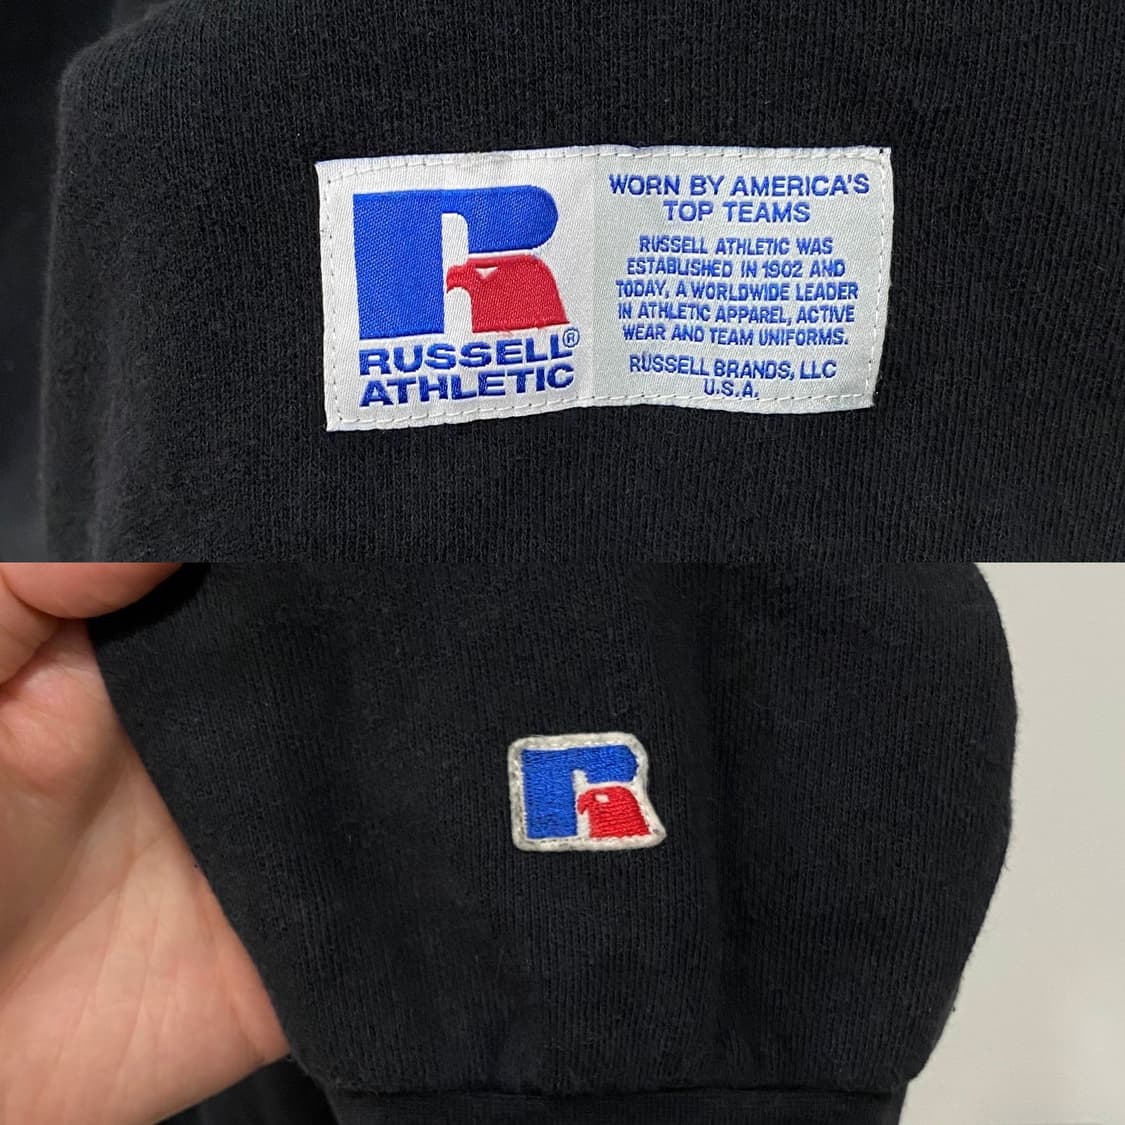 RUSSELL®
ATHLETIC
WORN BY AMERICA'S
TOP TEAMS
RUSSELL ATHLETIC WAS
ESTABLISHED IN 1902 AND
TODAY, A WORLDWIDE LEADER
IN ATHLETIC APPAREL, ACTIVE
WEAR AND TEAM UNIFORMS.
RUSSELL BRANDS, LLC
U.S.A.